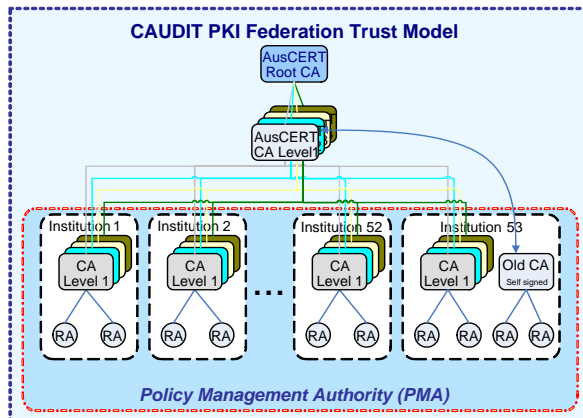 CAUDIT PKI Federation Trust Model
AusCERT
Root CA
AusCERT
CA Level1
Institution 1
Institution 2
Institution 52
Institution 53
CA
Level 1
CA
Level 1
...
CA
Level 1
CA
Level 1
Old CA
Self signed
RA
RA
RA
RA
RA
RA
RA
RA
RA
RA
Policy Management Authority (PMA)